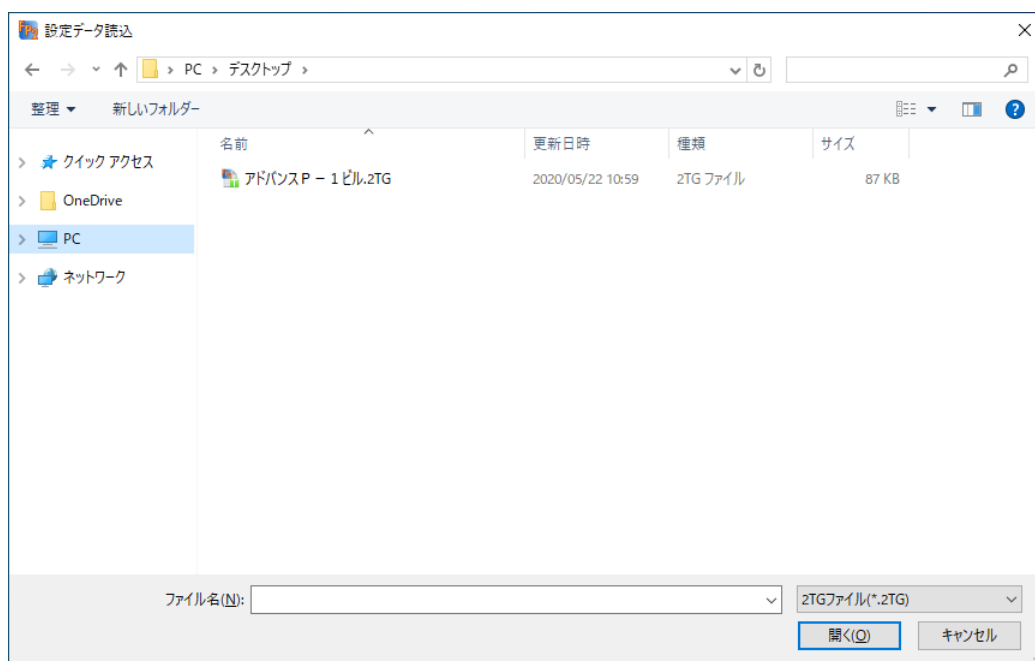 設定データ読込
PC › デスクトップ ›
整理 新しいフォルダー
名前 更新日時 種類 サイズ
クイック アクセス
アドバンスP－1ビル.2TG 2020/05/22 10:59 2TG ファイル 87 KB
OneDrive
PC
ネットワーク
ファイル名(N): 2TGファイル(*.2TG)
開く(O) キャンセル